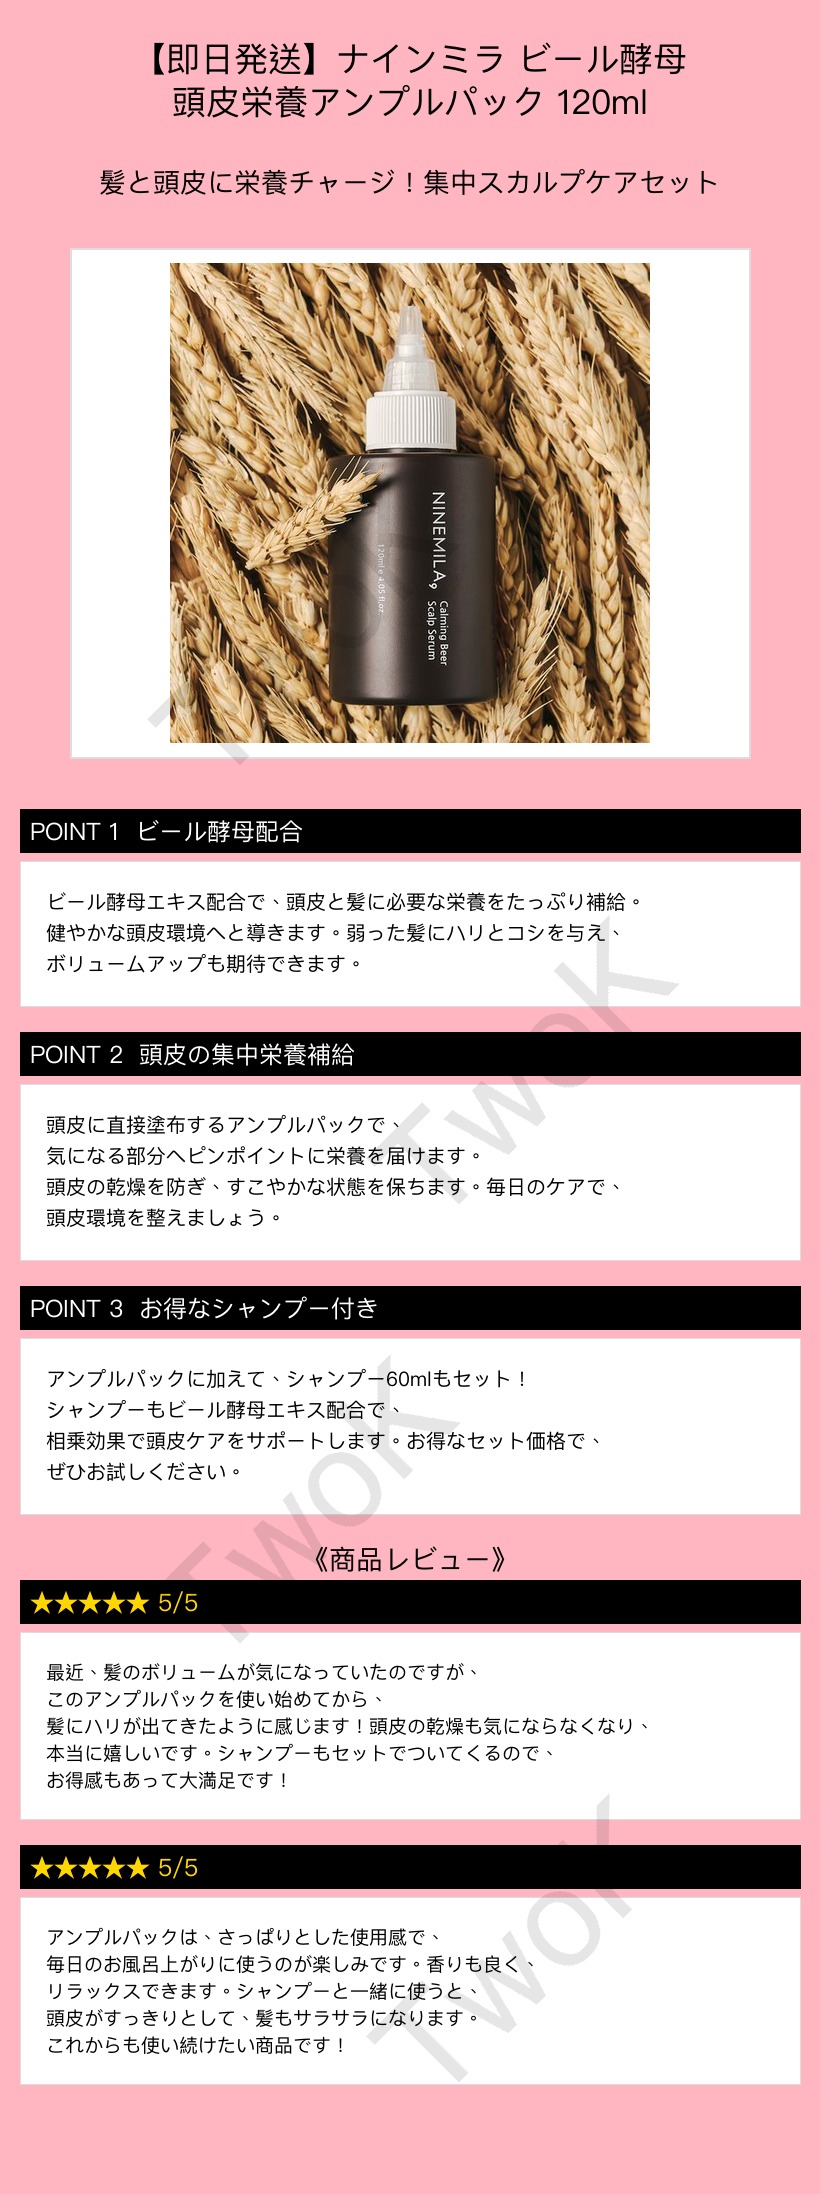 【即日発送】ナインミラ ビール酵母
頭皮栄養アンプルパック 120ml
髪と頭皮に栄養チャージ！集中スカルプケアセット
NINEMILA9
Calming Beer
Scalp Serum
120ml e 4.05 fl.oz.
POINT 1 ビール酵母配合
ビール酵母エキス配合で、頭皮と髪に必要な栄養をたっぷり補給。
健やかな頭皮環境へと導きます。弱った髪にハリとコシを与え、
ボリュームアップも期待できます。
POINT 2 頭皮の集中栄養補給
頭皮に直接塗布するアンプルパックで、
気になる部分へピンポイントに栄養を届けます。
頭皮の乾燥を防ぎ、すこやかな状態を保ちます。毎日のケアで、
頭皮環境を整えましょう。
POINT 3 お得なシャンプー付き
アンプルパックに加えて、シャンプー60mlもセット！
シャンプーもビール酵母エキス配合で、
相乗効果で頭皮ケアをサポートします。お得なセット価格で、
ぜひお試しください。
《商品レビュー》
★★★★★ 5/5
最近、髪のボリュームが気になっていたのですが、
このアンプルパックを使い始めてから、
髪にハリが出てきたように感じます！頭皮の乾燥も気にならなくなり、
本当に嬉しいです。シャンプーもセットでついてくるので、
お得感もあって大満足です！
★★★★★ 5/5
アンプルパックは、さっぱりとした使用感で、
毎日のお風呂上がりに使うのが楽しみです。香りも良く、
リラックスできます。シャンプーと一緒に使うと、
頭皮がすっきりとして、髪もサラサラになります。
これからも使い続けたい商品です！
TwoK
TwoK
TwoK
TwoK